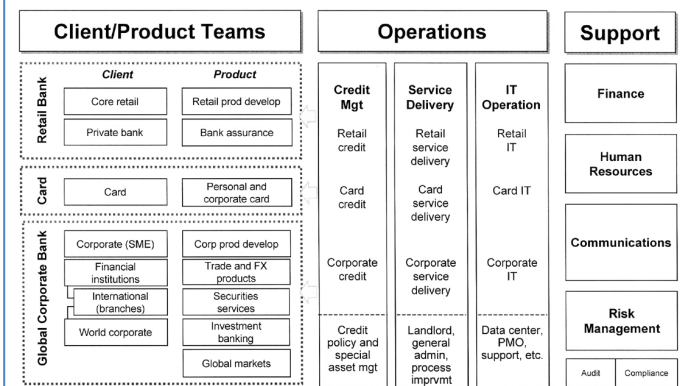 Client/Product Teams
Operations
Support
Retail Bank
Client
Product
Core retail
Retail prod develop
Private bank
Bank assurance
Card
Card
Personal and
corporate card
Global Corporate Bank
Corporate (SME)
Corp prod develop
Financial
institutions
Trade and FX
products
International
(branches)
Securities
services
World corporate
Investment
banking
Global markets
Credit
Mgt
Retail
credit
Card
credit
Corporate
credit
Credit
policy and
special
asset mgt
Service
Delivery
Retail
service
delivery
Card
service
delivery
Corporate
service
delivery
Landlord,
general
admin,
process
imprvmt
IT
Operation
Retail
IT
Card IT
Corporate
IT
Data center,
PMO,
support, etc.
Finance
Human
Resources
Communications
Risk
Management
Audit
Compliance